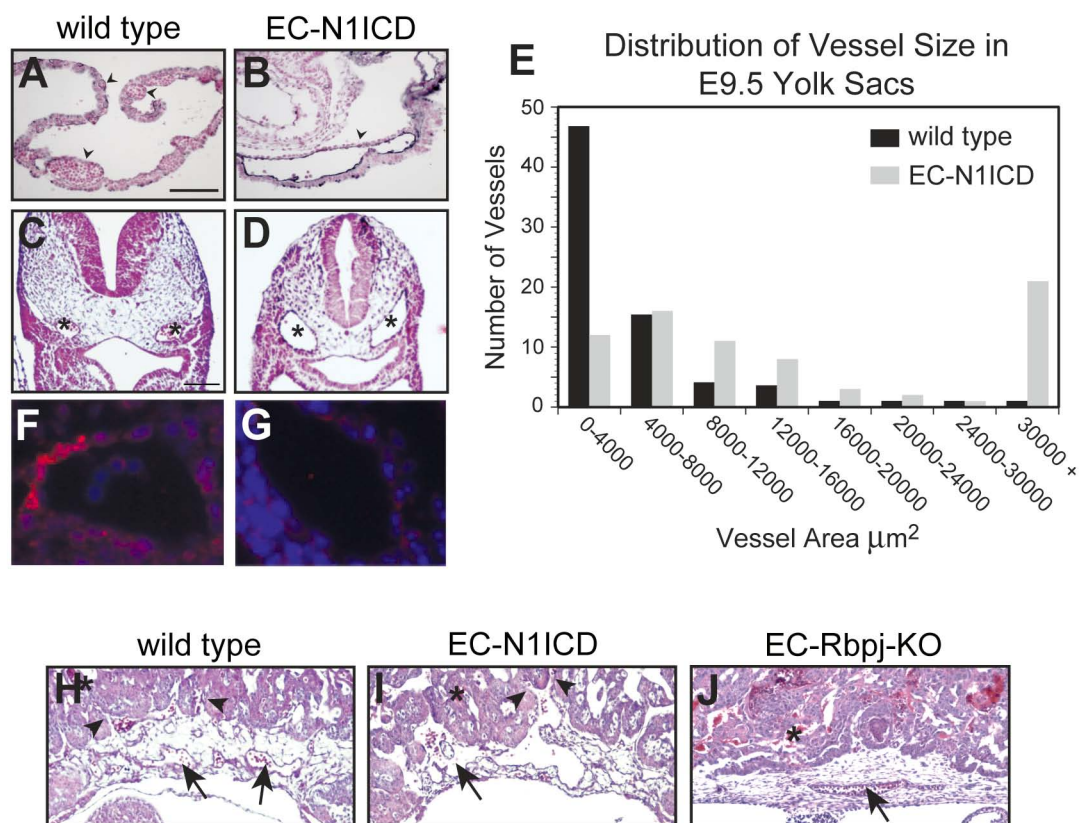 wild type
EC-N1ICD
A
B
C
*
*
D
*
*
F
G
E
Distribution of Vessel Size in
E9.5 Yolk Sacs
Number of Vessels
50
40
30
20
10
0
wild type
EC-N1ICD
0-4000
4000-8000
8000-12000
12000-16000
16000-20000
20000-24000
24000-30000
30000 +
Vessel Area µm²
wild type
EC-N1ICD
EC-Rbpj-KO
H
*
I
*
J
*